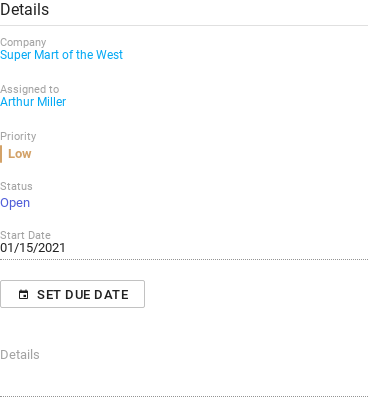 Details
Company
Super Mart of the West
Assigned to
Arthur Miller
Priority
Low
Status
Open
Start Date
01/15/2021
SET DUE DATE
Details